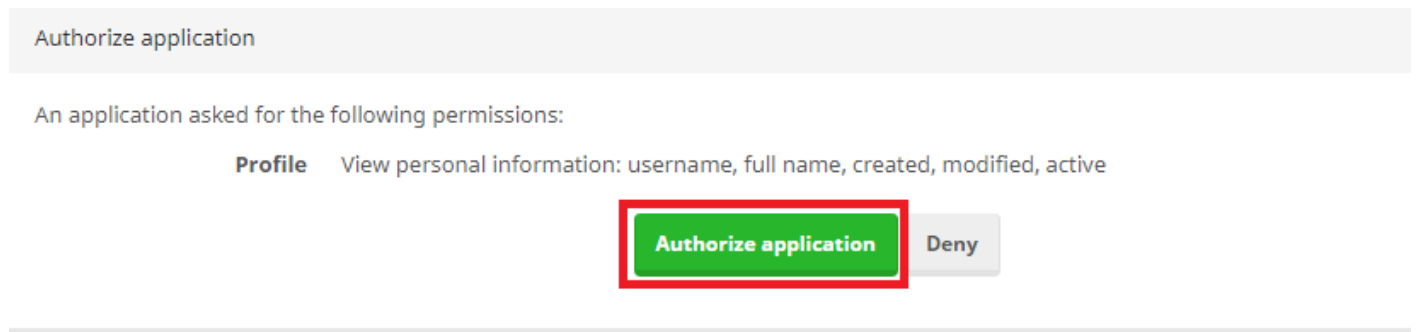 Authorize application
An application asked for the following permissions:
Profile View personal information: username, full name, created, modified, active
Authorize application Deny